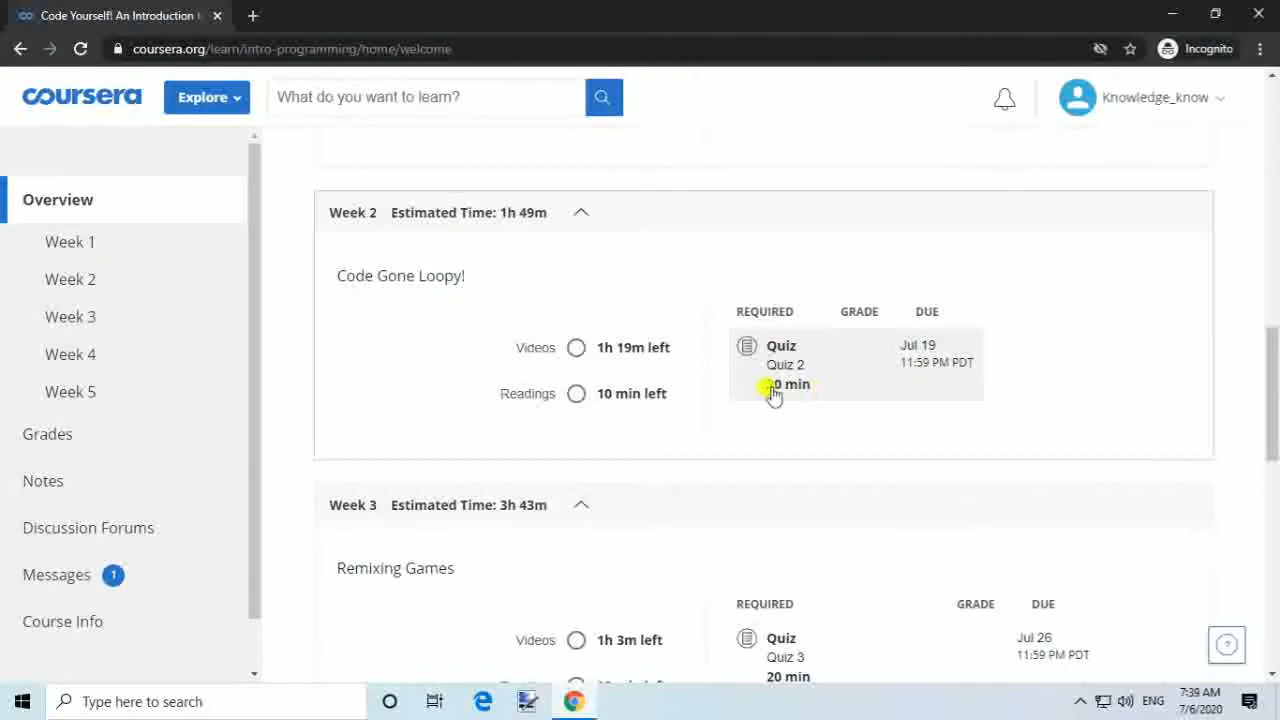 Code Yourself! An Introduction
coursera.org/learn/intro-programming/home/welcome
Incognito
coursera
Explore
What do you want to learn?
Knowledge_know
Overview
Week 1
Week 2
Week 3
Week 4
Week 5
Grades
Notes
Discussion Forums
Messages 1
Course Info
Week 2 Estimated Time: 1h 49m
Code Gone Loopy!
REQUIRED GRADE DUE
Videos 1h 19m left
Quiz Jul 19
Quiz 2 11:59 PM PDT
20 min
Readings 10 min left
Week 3 Estimated Time: 3h 43m
Remixing Games
REQUIRED GRADE DUE
Videos 1h 3m left
Quiz Jul 26
Quiz 3 11:59 PM PDT
20 min
?
Type here to search
ENG
7:39 AM
7/6/2020